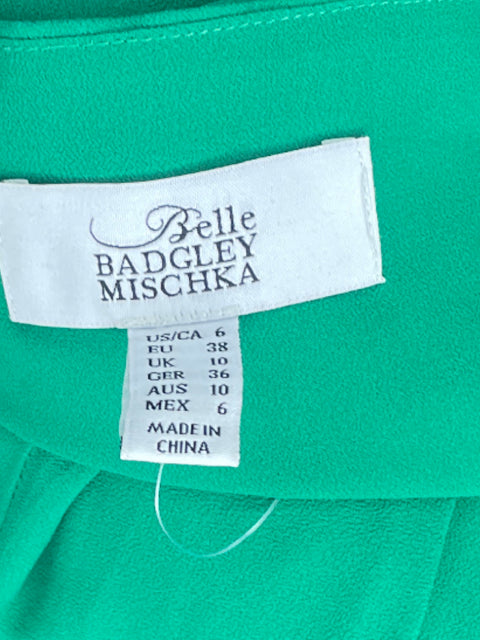 Belle
BADGLEY
MISCHKA
US/CA 6
EU 38
UK 10
GER 36
AUS 10
MEX 6
MADE IN
CHINA